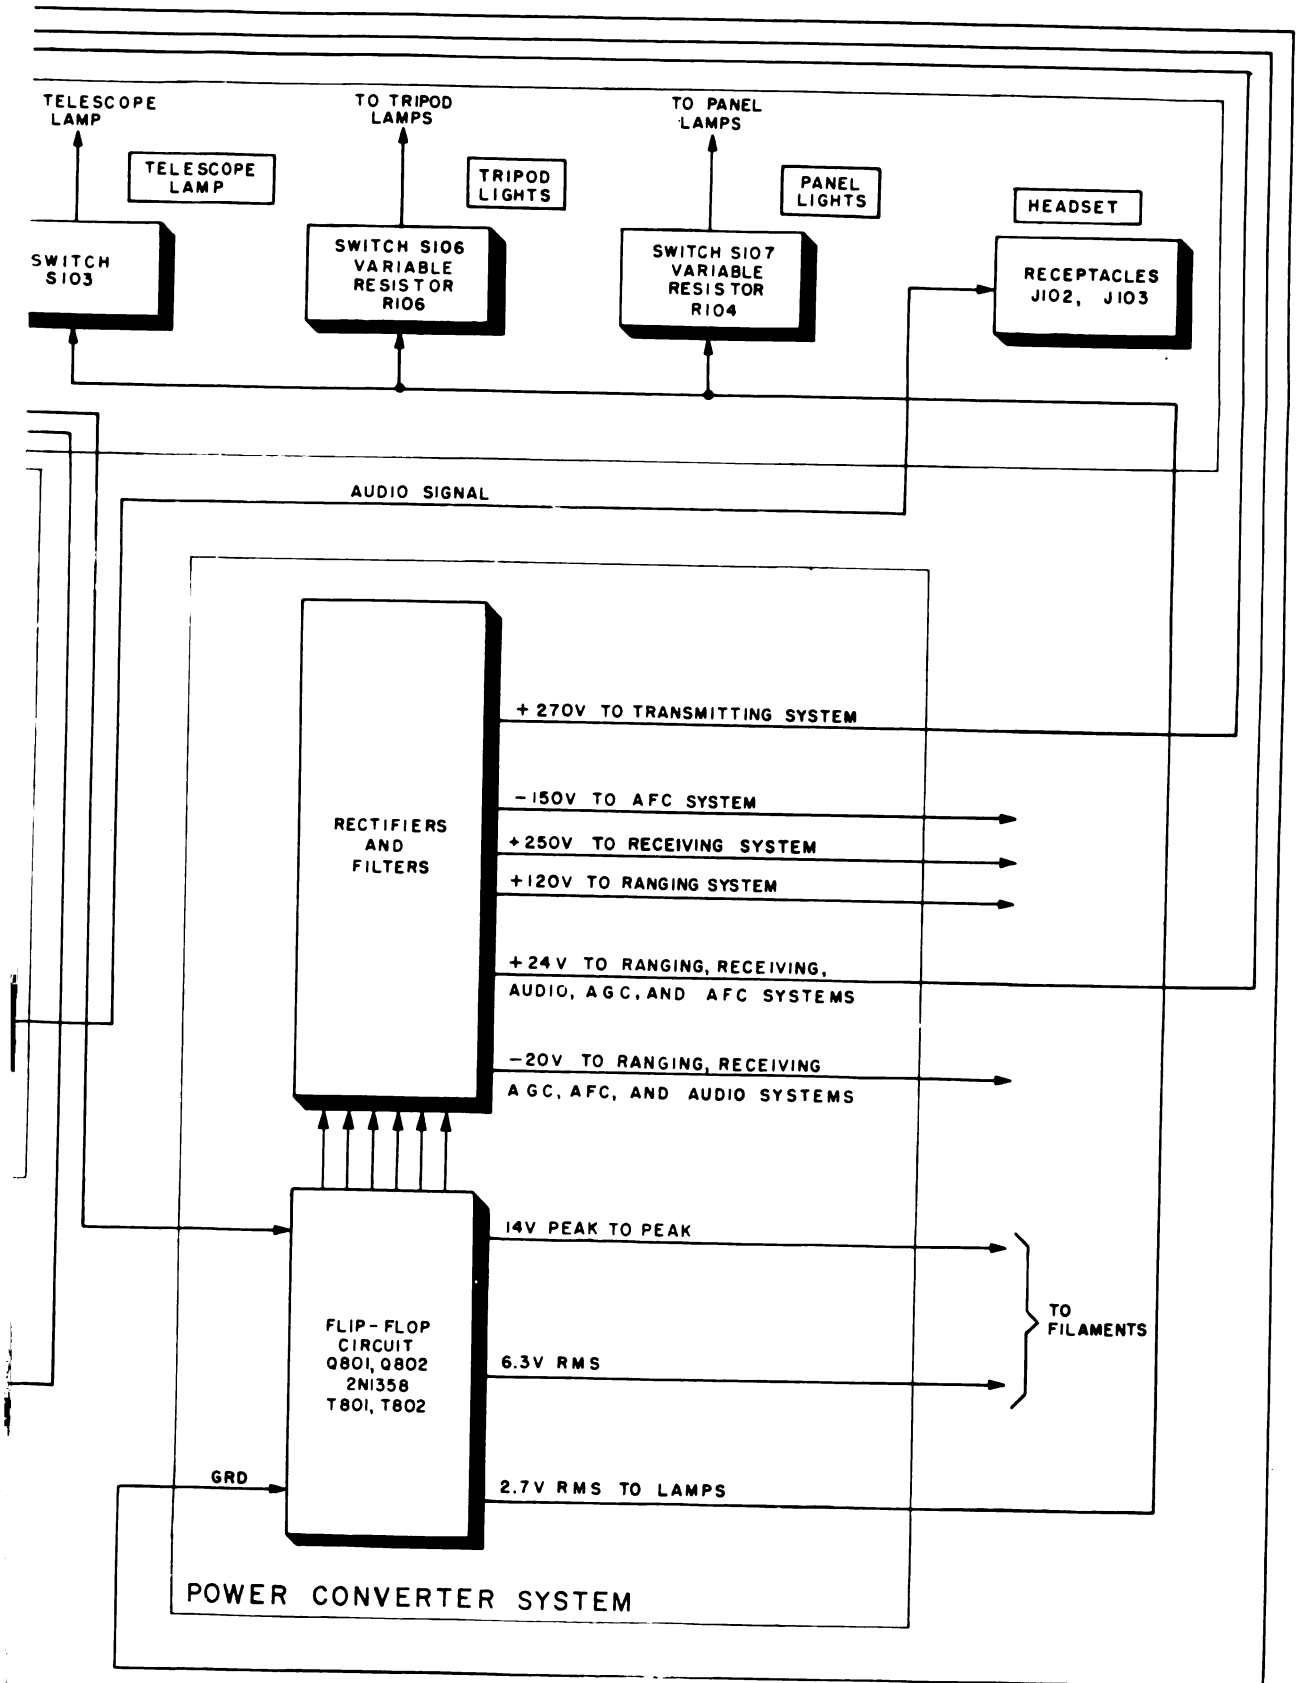 TELESCOPE
LAMP
TO TRIPOD
LAMPS
TO PANEL
LAMPS
TELESCOPE
LAMP
TRIPOD
LIGHTS
PANEL
LIGHTS
HEADSET
SWITCH
S103
SWITCH S106
VARIABLE
RESISTOR
R106
SWITCH S107
VARIABLE
RESISTOR
R104
RECEPTACLES
J102, J103
AUDIO SIGNAL
+270V TO TRANSMITTING SYSTEM
-150V TO AFC SYSTEM
RECTIFIERS
AND
FILTERS
+250V TO RECEIVING SYSTEM
+120V TO RANGING SYSTEM
+24V TO RANGING, RECEIVING,
AUDIO, AGC, AND AFC SYSTEMS
-20V TO RANGING, RECEIVING
AGC, AFC, AND AUDIO SYSTEMS
14V PEAK TO PEAK
TO
FILAMENTS
FLIP-FLOP
CIRCUIT
Q801, Q802
2N1358
T801, T802
6.3V RMS
GRD
2.7V RMS TO LAMPS
POWER CONVERTER SYSTEM